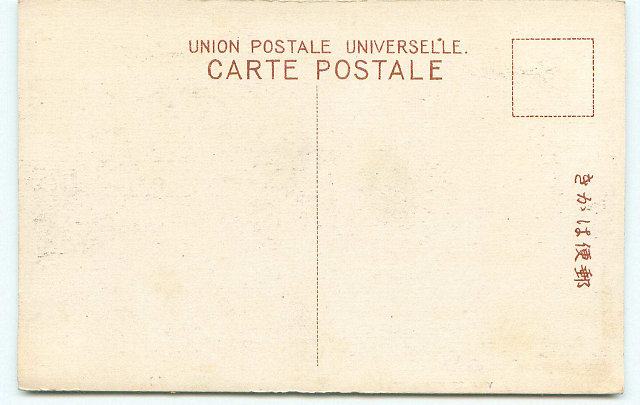 UNION POSTALE UNIVERSELLE.
CARTE POSTALE
きかは便郵